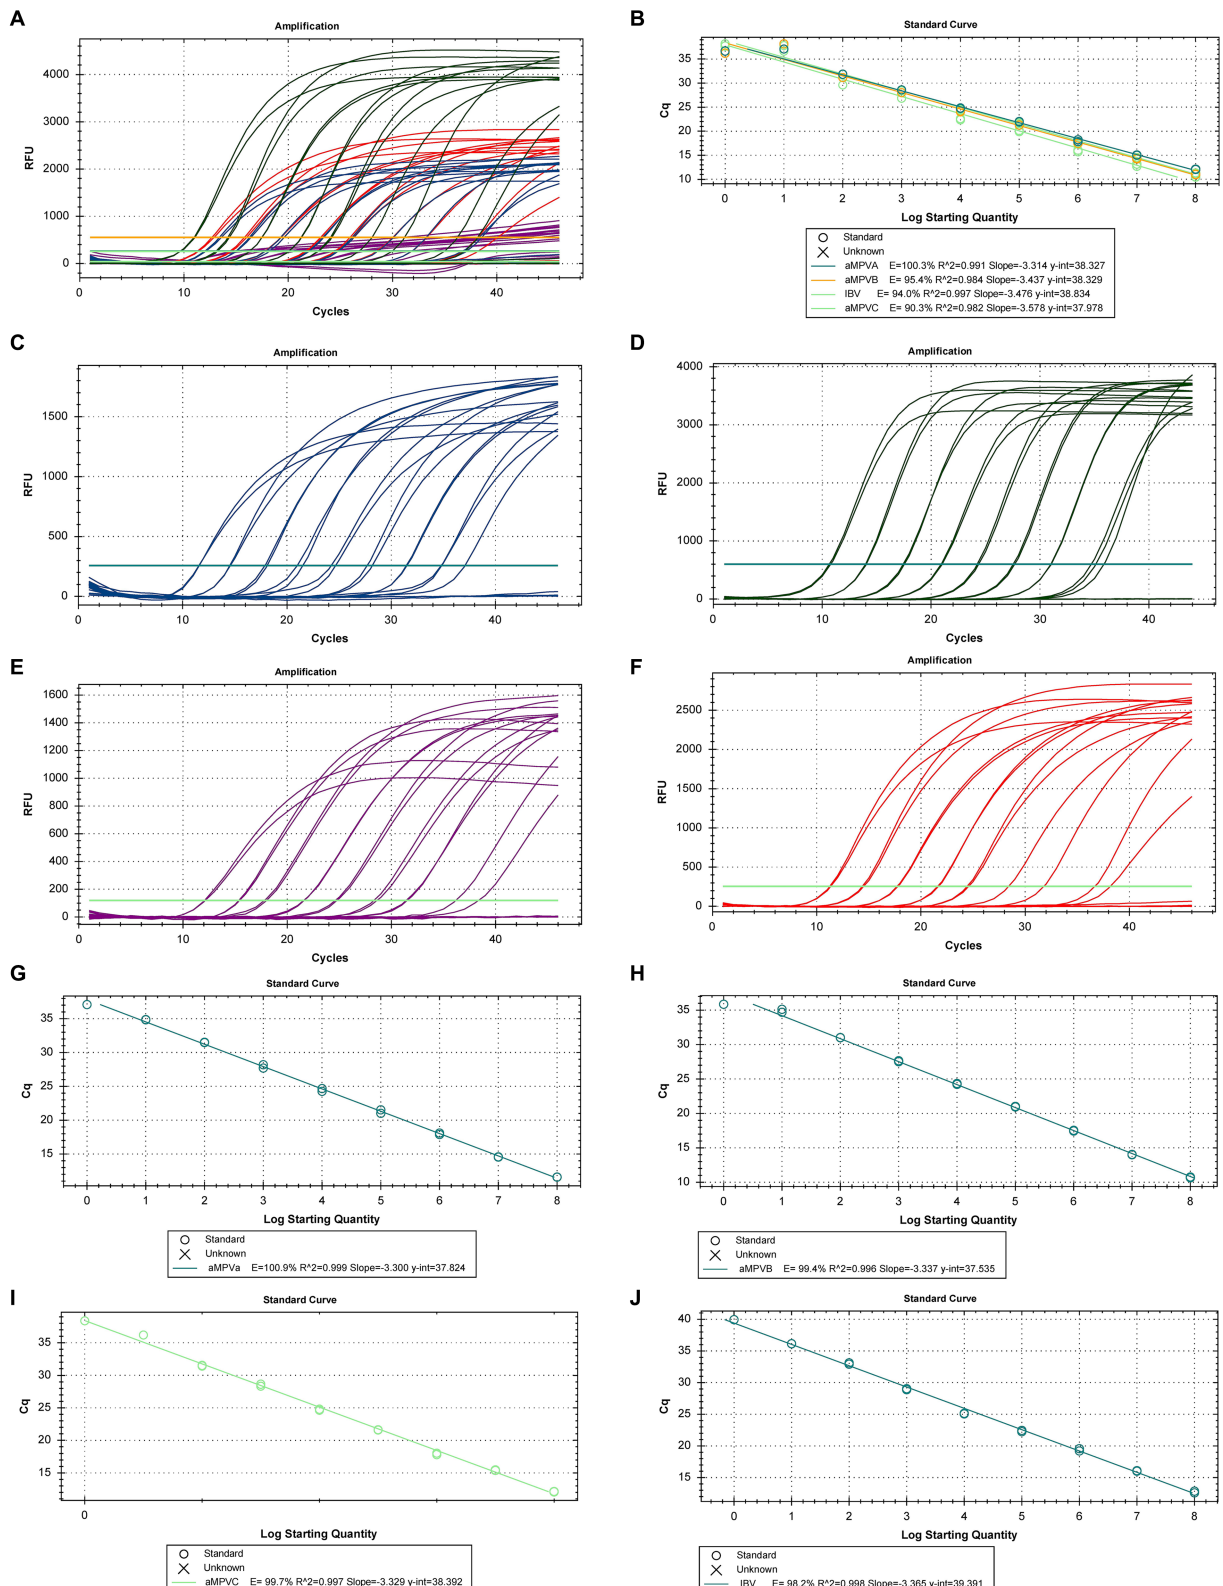 A
Amplification
4000
3000
2000
1000
0
RFU
0 10 20 30 40
Cycles
B
Standard Curve
35
30
25
20
15
10
Cq
0 1 2 3 4 5 6 7 8
Log Starting Quantity
Standard
Unknown
aMPVA E=100.3% R^2=0.991 Slope=-3.314 y-int=38.327
aMPVB E= 95.4% R^2=0.984 Slope=-3.437 y-int=38.329
IBV E= 94.0% R^2=0.997 Slope=-3.476 y-int=38.834
aMPVC E= 90.3% R^2=0.982 Slope=-3.578 y-int=37.978
C
Amplification
1500
1000
500
0
RFU
0 10 20 30 40
Cycles
D
Amplification
4000
3000
2000
1000
0
RFU
0 10 20 30 40
Cycles
E
Amplification
1600
1400
1200
1000
800
600
400
200
0
RFU
0 10 20 30 40
Cycles
F
Amplification
2500
2000
1500
1000
500
0
RFU
0 10 20 30 40
Cycles
G
Standard Curve
35
30
25
20
15
Cq
0 1 2 3 4 5 6 7 8
Log Starting Quantity
Standard
Unknown
aMPVa E=100.9% R^2=0.999 Slope=-3.300 y-int=37.824
H
Standard Curve
35
30
25
20
15
10
Cq
0 1 2 3 4 5 6 7 8
Log Starting Quantity
Standard
Unknown
aMPVB E= 99.4% R^2=0.996 Slope=-3.337 y-int=37.535
I
Standard Curve
35
30
25
20
15
Cq
0
Log Starting Quantity
Standard
Unknown
aMPVC E= 99.7% R^2=0.997 Slope=-3.329 y-int=38.392
J
Standard Curve
40
35
30
25
20
15
Cq
0 1 2 3 4 5 6 7 8
Log Starting Quantity
Standard
Unknown
IBV E= 98.2% R^2=0.998 Slope=-3.365 y-int=39.391